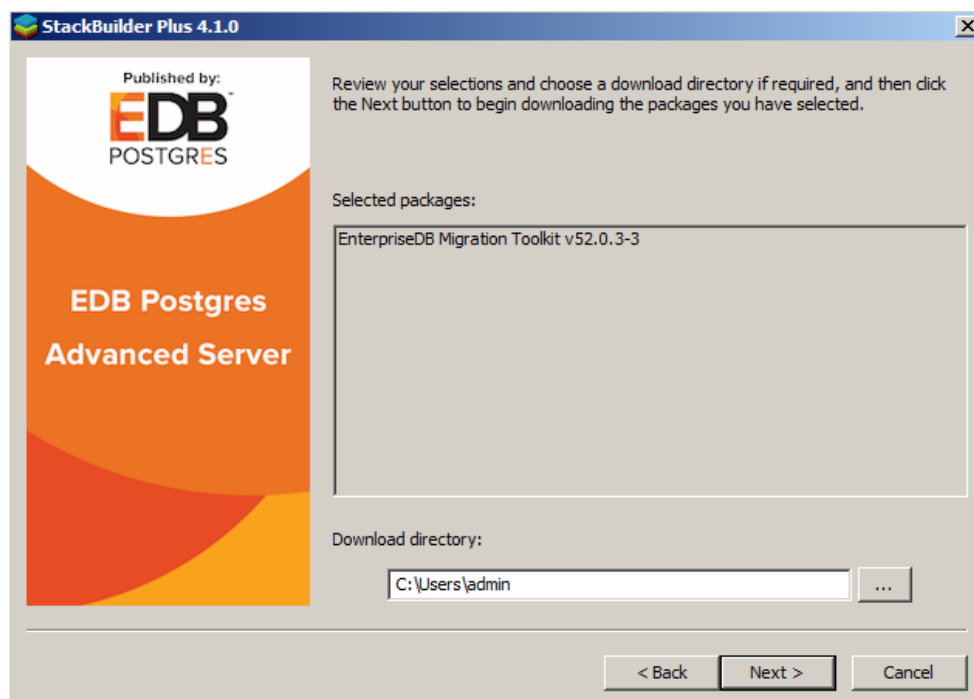 StackBuilder Plus 4.1.0
Published by:
EDB™
POSTGRES
EDB Postgres
Advanced Server
Review your selections and choose a download directory if required, and then click
the Next button to begin downloading the packages you have selected.
Selected packages:
EnterpriseDB Migration Toolkit v52.0.3-3
Download directory:
C:\Users\admin
...
< Back
Next >
Cancel